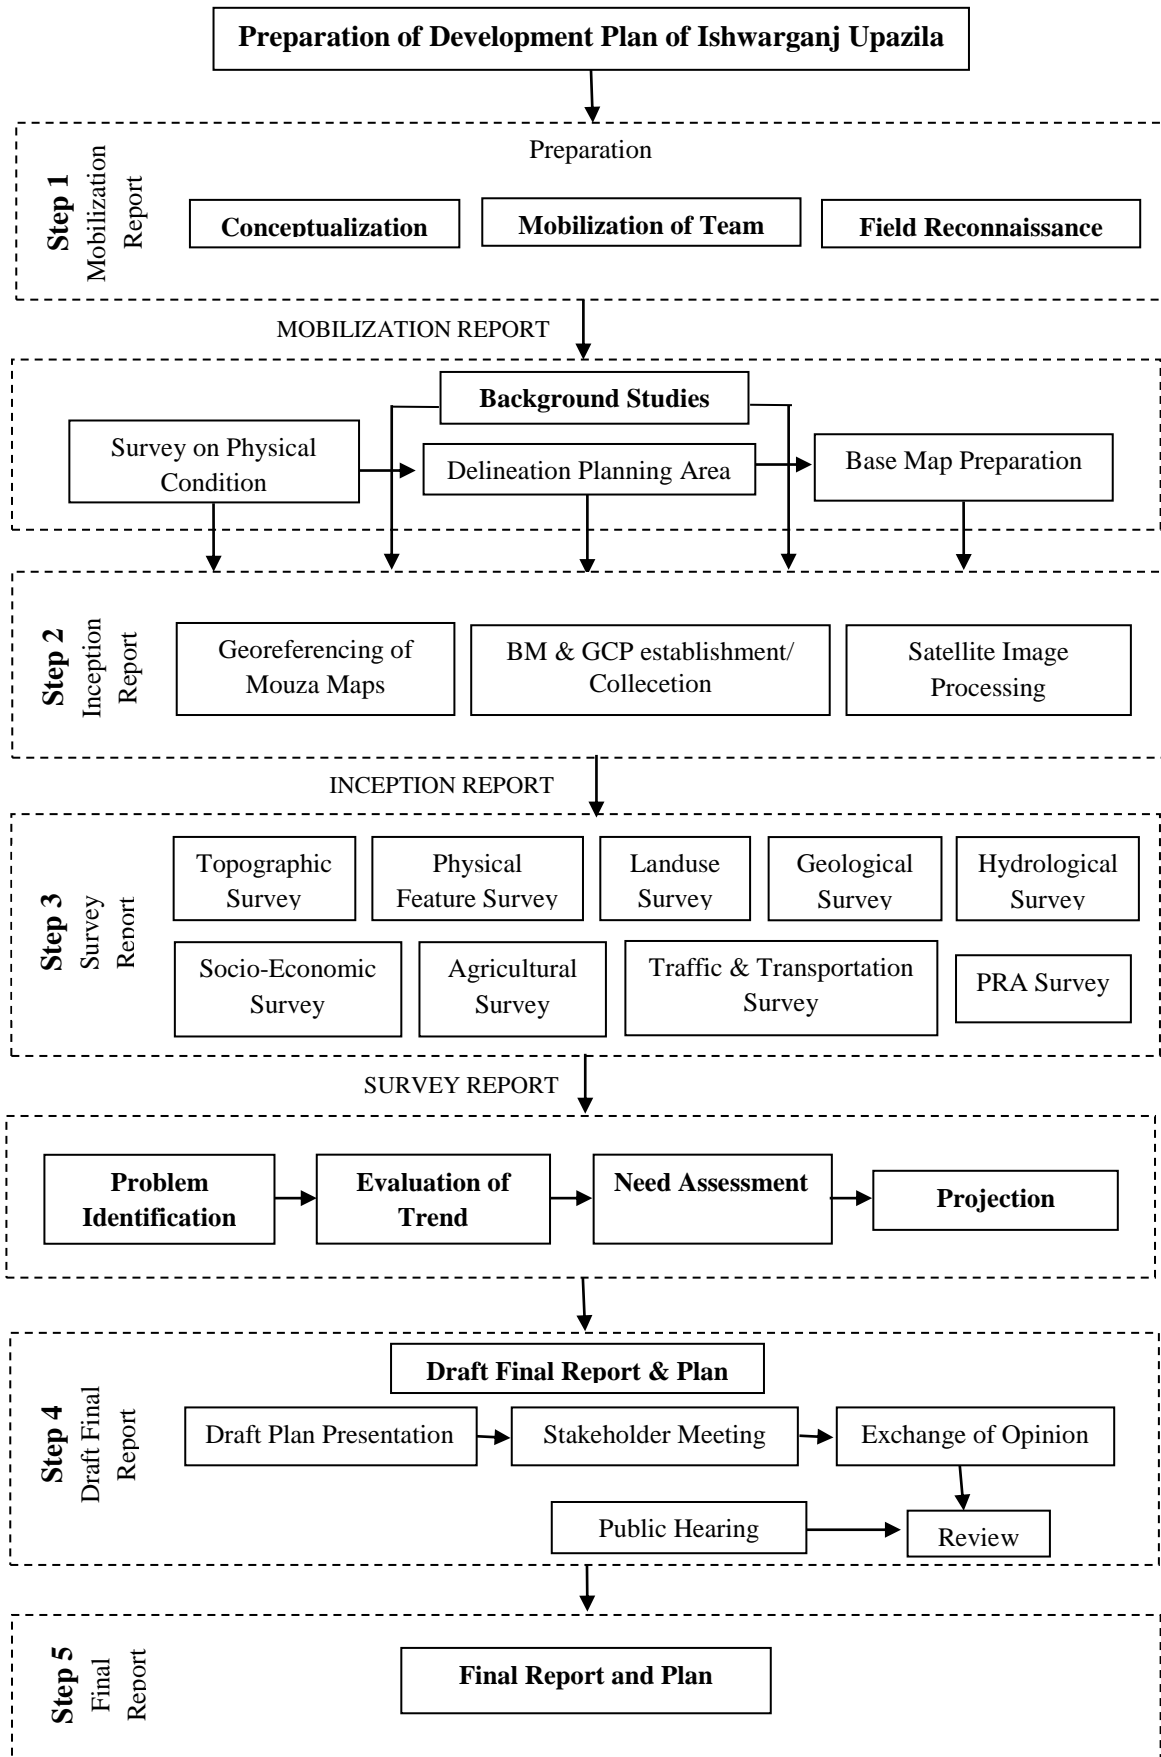 Preparation of Development Plan of Ishwarganj Upazila
Step 1
Mobilization
Report
Preparation
Conceptualization
Mobilization of Team
Field Reconnaissance
MOBILIZATION REPORT
Background Studies
Survey on Physical
Condition
Delineation Planning Area
Base Map Preparation
Step 2
Inception
Report
Georeferencing of
Mouza Maps
BM & GCP establishment/
Collecetion
Satellite Image
Processing
INCEPTION REPORT
Step 3
Survey
Report
Topographic
Survey
Physical
Feature Survey
Landuse
Survey
Geological
Survey
Hydrological
Survey
Socio-Economic
Survey
Agricultural
Survey
Traffic & Transportation
Survey
PRA Survey
SURVEY REPORT
Problem
Identification
Evaluation of
Trend
Need Assessment
Projection
Step 4
Draft Final
Report
Draft Final Report & Plan
Draft Plan Presentation
Stakeholder Meeting
Exchange of Opinion
Public Hearing
Review
Step 5
Final
Report
Final Report and Plan